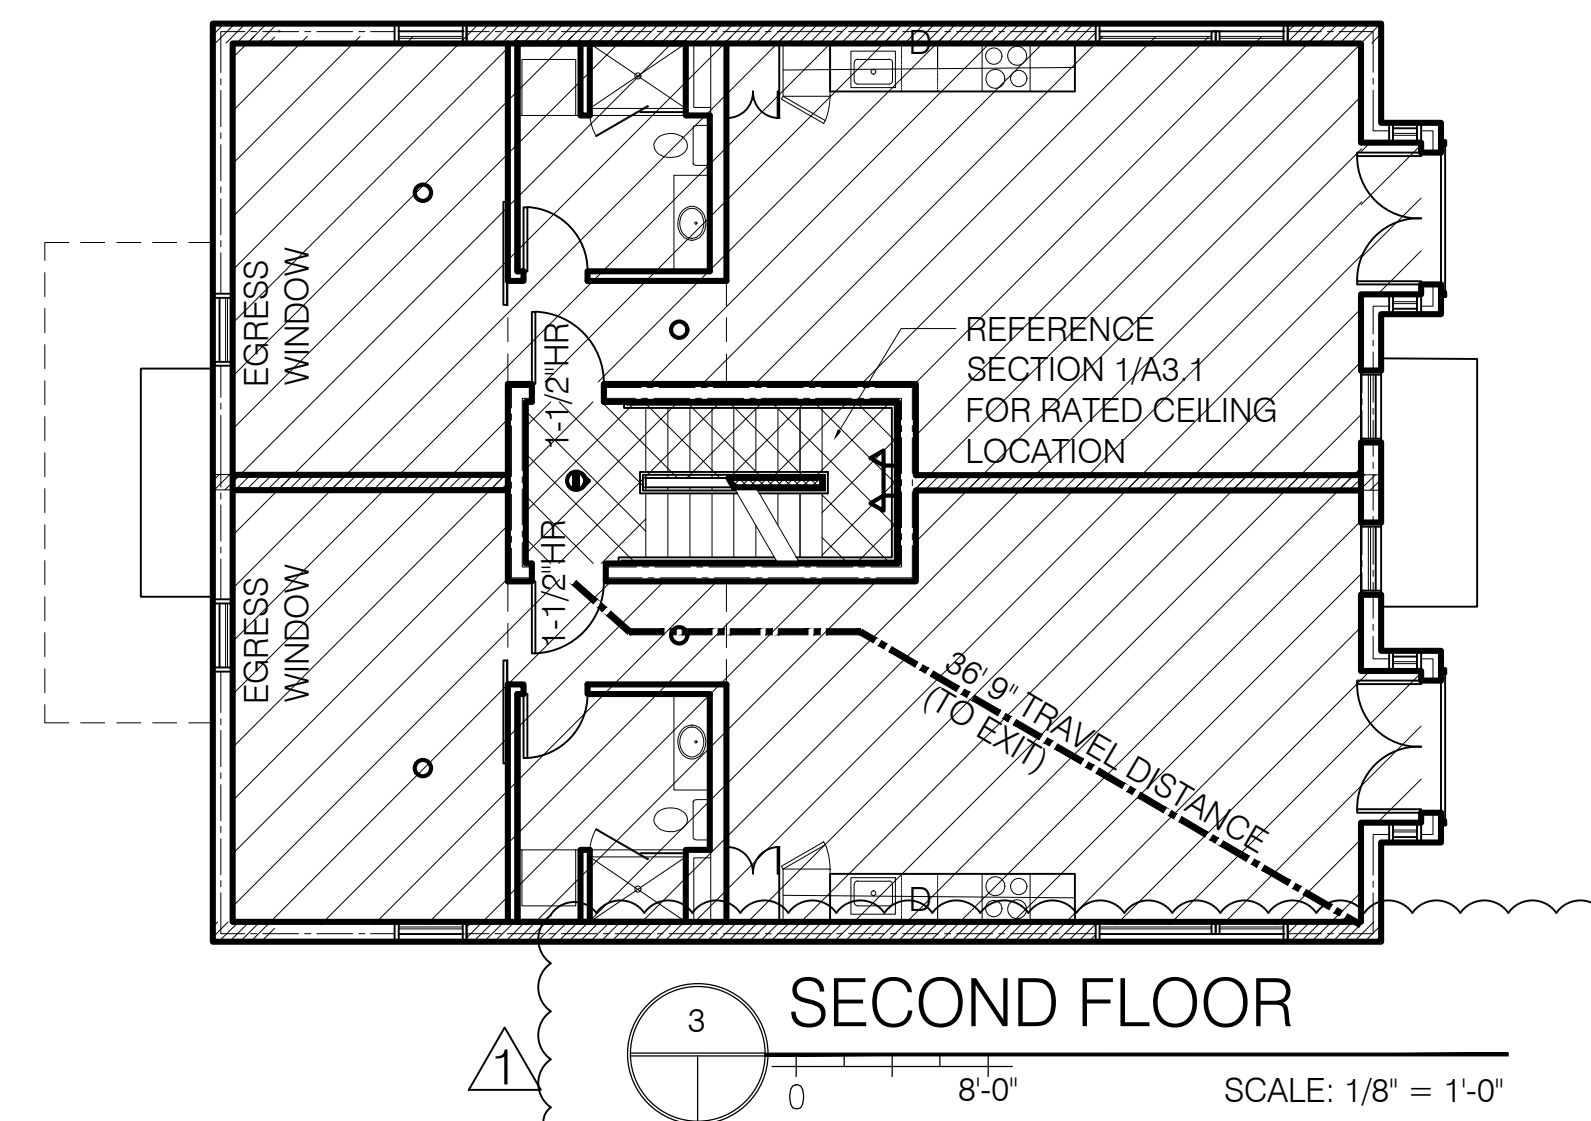 D
EGRESS
WINDOW
1-1/2"HR
REFERENCE
SECTION 1/A3.1
FOR RATED CEILING
LOCATION
1-1/2"HR
EGRESS
WINDOW
36' 9" TRAVEL DISTANCE
(TO EXIT)
D
SECOND FLOOR
3
1
0
8'-0"
SCALE: 1/8" = 1'-0"